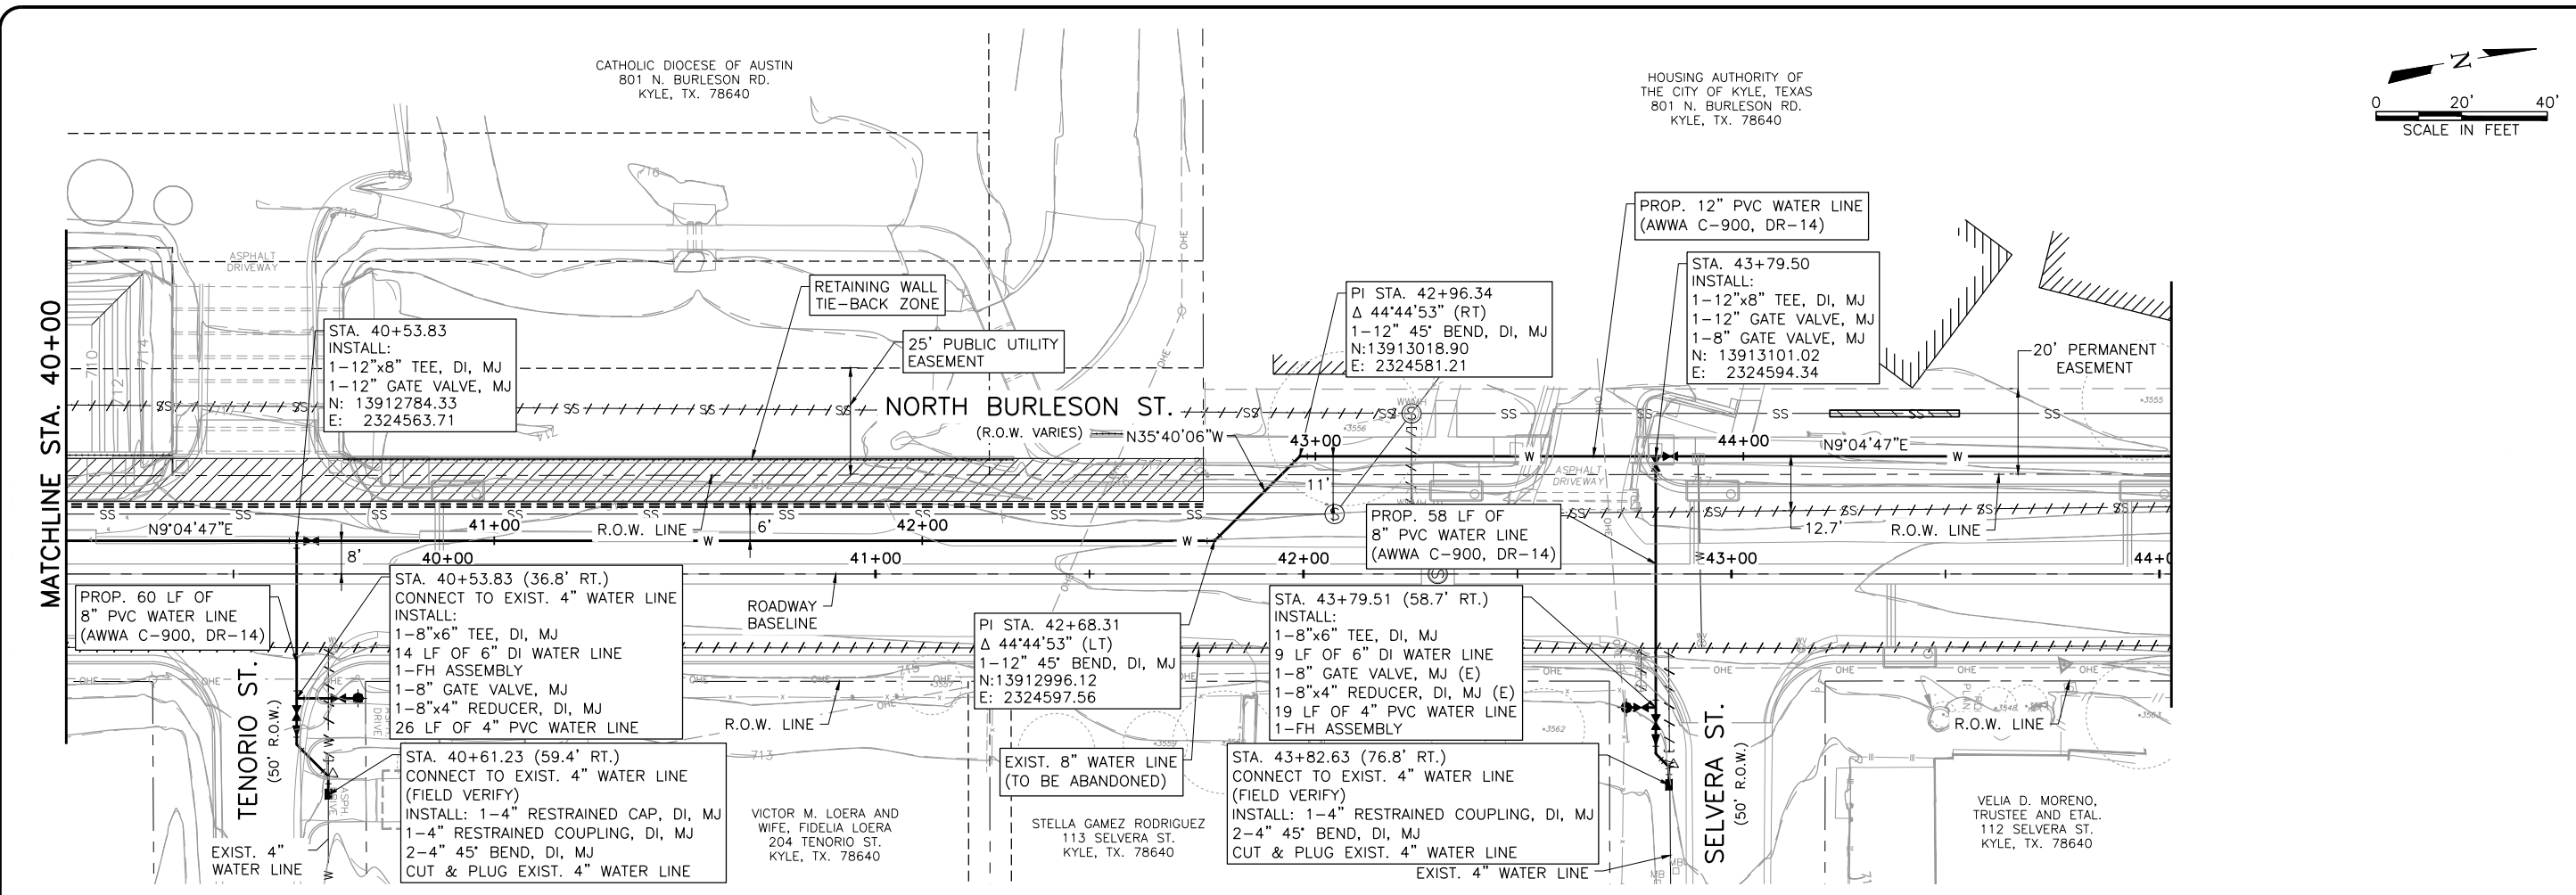 CATHOLIC DIOCESE OF AUSTIN
801 N. BURLESON RD.
KYLE, TX. 78640
HOUSING AUTHORITY OF
THE CITY OF KYLE, TEXAS
801 N. BURLESON RD.
KYLE, TX. 78640
N
0 20' 40'
SCALE IN FEET
MATCHLINE STA. 40+00
716
719
710
714
ASPHALT
DRIVEWAY
OHE
RETAINING WALL
TIE-BACK ZONE
25' PUBLIC UTILITY
EASEMENT
STA. 40+53.83
INSTALL:
1-12"x8" TEE, DI, MJ
1-12" GATE VALVE, MJ
N: 13912784.33
E: 2324563.71
PI STA. 42+96.34
Δ 44°44'53" (RT)
1-12" 45° BEND, DI, MJ
N:13913018.90
E: 2324581.21
PROP. 12" PVC WATER LINE
(AWWA C-900, DR-14)
STA. 43+79.50
INSTALL:
1-12"x8" TEE, DI, MJ
1-12" GATE VALVE, MJ
1-8" GATE VALVE, MJ
N: 13913101.02
E: 2324594.34
20' PERMANENT
EASEMENT
NORTH BURLESON ST.
(R.O.W. VARIES)
N35°40'06"W
43+00
44+00
N9°04'47"E
W
W
SS
SS
SS
SS
3556
3555
11'
ASPHALT
DRIVEWAY
N9°04'47"E
41+00
R.O.W. LINE
6'
42+00
W
W
8'
12.7'
R.O.W. LINE
40+00
41+00
42+00
43+00
44+0
PROP. 58 LF OF
8" PVC WATER LINE
(AWWA C-900, DR-14)
PROP. 60 LF OF
8" PVC WATER LINE
(AWWA C-900, DR-14)
STA. 40+53.83 (36.8' RT.)
CONNECT TO EXIST. 4" WATER LINE
INSTALL:
1-8"x6" TEE, DI, MJ
14 LF OF 6" DI WATER LINE
1-FH ASSEMBLY
1-8" GATE VALVE, MJ
1-8"x4" REDUCER, DI, MJ
26 LF OF 4" PVC WATER LINE
ROADWAY
BASELINE
PI STA. 42+68.31
Δ 44°44'53" (LT)
1-12" 45° BEND, DI, MJ
N:13912996.12
E: 2324597.56
STA. 43+79.51 (58.7' RT.)
INSTALL:
1-8"x6" TEE, DI, MJ
9 LF OF 6" DI WATER LINE
1-8" GATE VALVE, MJ (E)
1-8"x4" REDUCER, DI, MJ (E)
19 LF OF 4" PVC WATER LINE
1-FH ASSEMBLY
OHE
OHE
OHE
OHE
R.O.W. LINE
R.O.W. LINE
713
3562
TENORIO ST.
(50' R.O.W.)
SELVERA ST.
(50' R.O.W.)
STA. 40+61.23 (59.4' RT.)
CONNECT TO EXIST. 4" WATER LINE
(FIELD VERIFY)
INSTALL: 1-4" RESTRAINED CAP, DI, MJ
1-4" RESTRAINED COUPLING, DI, MJ
2-4" 45° BEND, DI, MJ
CUT & PLUG EXIST. 4" WATER LINE
EXIST. 8" WATER LINE
(TO BE ABANDONED)
STA. 43+82.63 (76.8' RT.)
CONNECT TO EXIST. 4" WATER LINE
(FIELD VERIFY)
INSTALL: 1-4" RESTRAINED COUPLING, DI, MJ
2-4" 45° BEND, DI, MJ
CUT & PLUG EXIST. 4" WATER LINE
EXIST. 4"
WATER LINE
VICTOR M. LOERA AND
WIFE, FIDELIA LOERA
204 TENORIO ST.
KYLE, TX. 78640
STELLA GAMEZ RODRIGUEZ
113 SELVERA ST.
KYLE, TX. 78640
VELIA D. MORENO,
TRUSTEE AND ETAL.
112 SELVERA ST.
KYLE, TX. 78640
EXIST. 4" WATER LINE